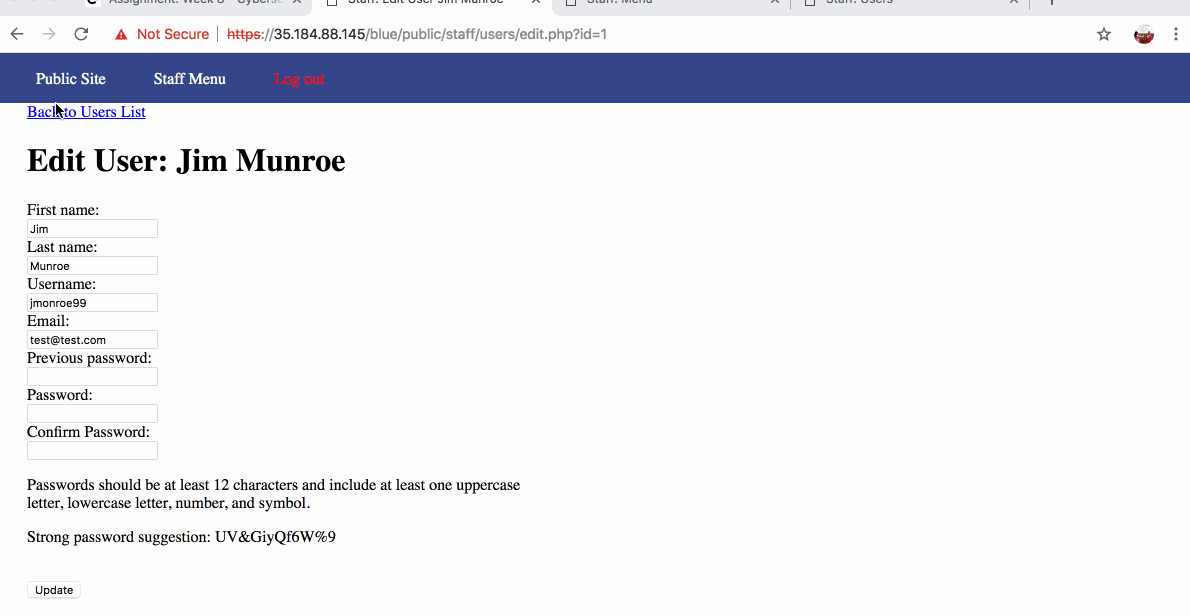 Assignment: Week 8 - Cyberse
Staff: Edit User Jim Munroe
Staff: Menu
Staff: Users
Not Secure | https://35.184.88.145/blue/public/staff/users/edit.php?id=1
Public Site Staff Menu Log out
Back to Users List
Edit User: Jim Munroe
First name:
Jim
Last name:
Munroe
Username:
jmonroe99
Email:
test@test.com
Previous password:
Password:
Confirm Password:
Passwords should be at least 12 characters and include at least one uppercase
letter, lowercase letter, number, and symbol.
Strong password suggestion: UV&GiyQf6W%9
Update